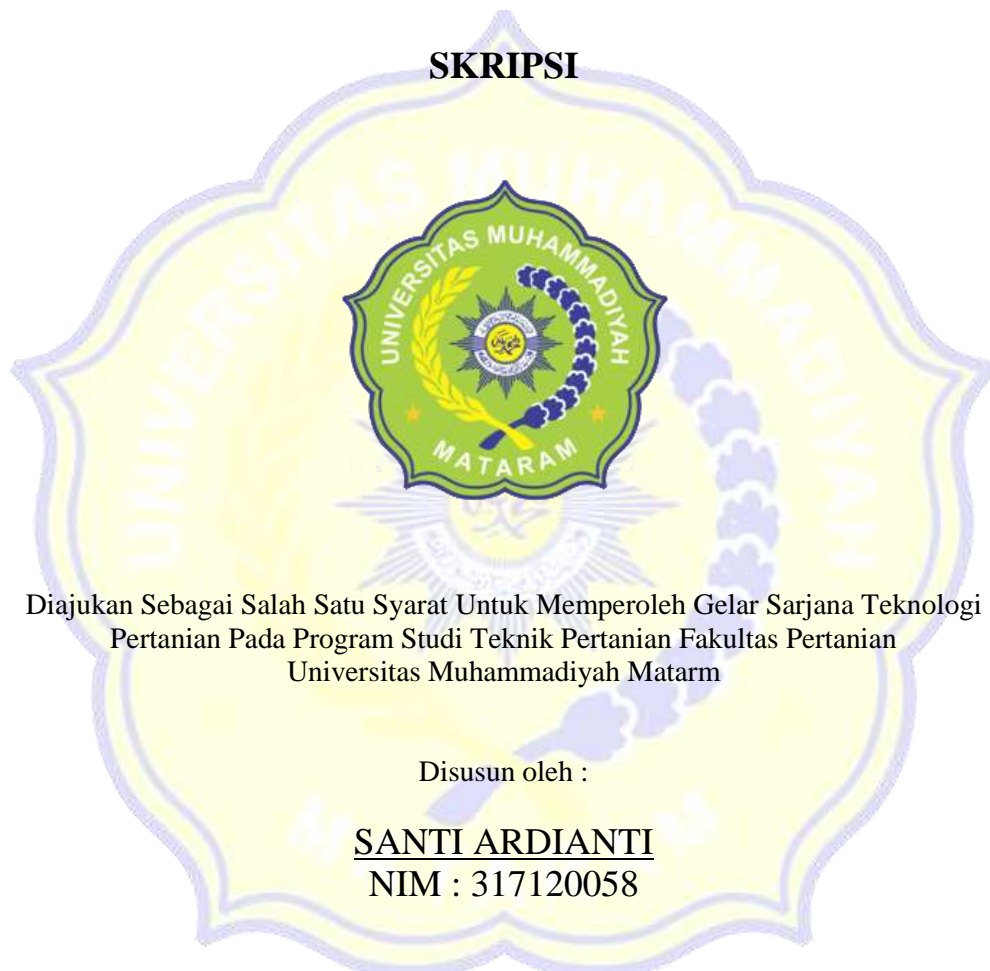 SKRIPSI
UNIVERSITAS MUHAMMADIYAH
MATARAM
Diajukan Sebagai Salah Satu Syarat Untuk Memperoleh Gelar Sarjana Teknologi
Pertanian Pada Program Studi Teknik Pertanian Fakultas Pertanian
Universitas Muhammadiyah Matarm
Disusun oleh :
SANTI ARDIANTI
NIM : 317120058